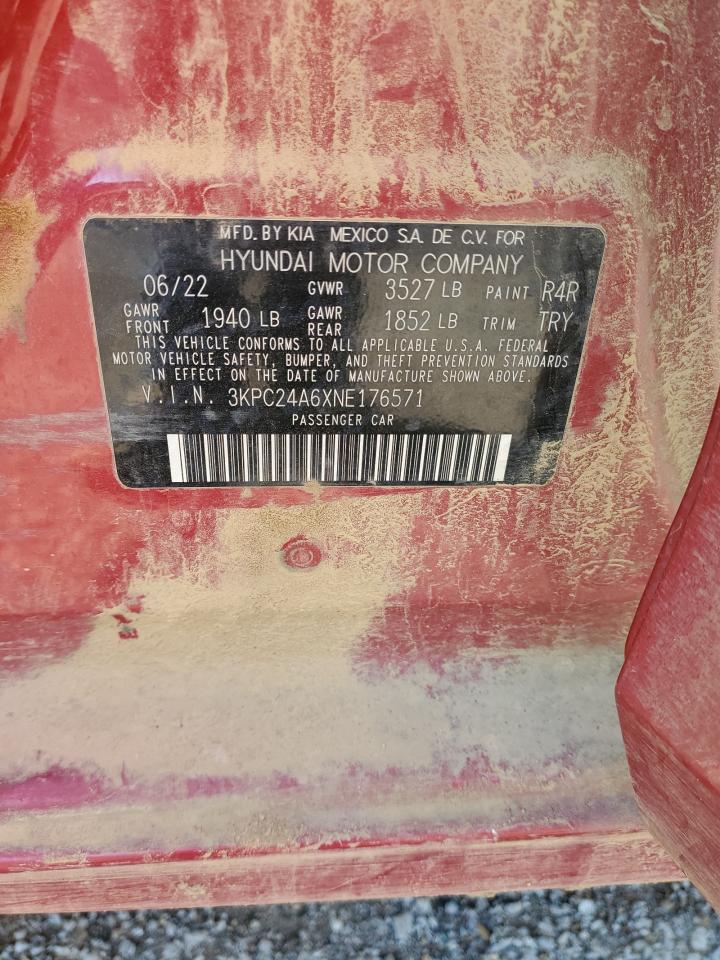 MFD. BY KIA MEXICO S.A. DE C.V. FOR
HYUNDAI MOTOR COMPANY
06/22 GVWR 3527 LB PAINT R4R
GAWR FRONT 1940 LB GAWR REAR 1852 LB TRIM TRY
THIS VEHICLE CONFORMS TO ALL APPLICABLE U.S.A. FEDERAL
MOTOR VEHICLE SAFETY, BUMPER, AND THEFT PREVENTION STANDARDS
IN EFFECT ON THE DATE OF MANUFACTURE SHOWN ABOVE.
V.I.N. 3KPC24A6XNE176571
PASSENGER CAR